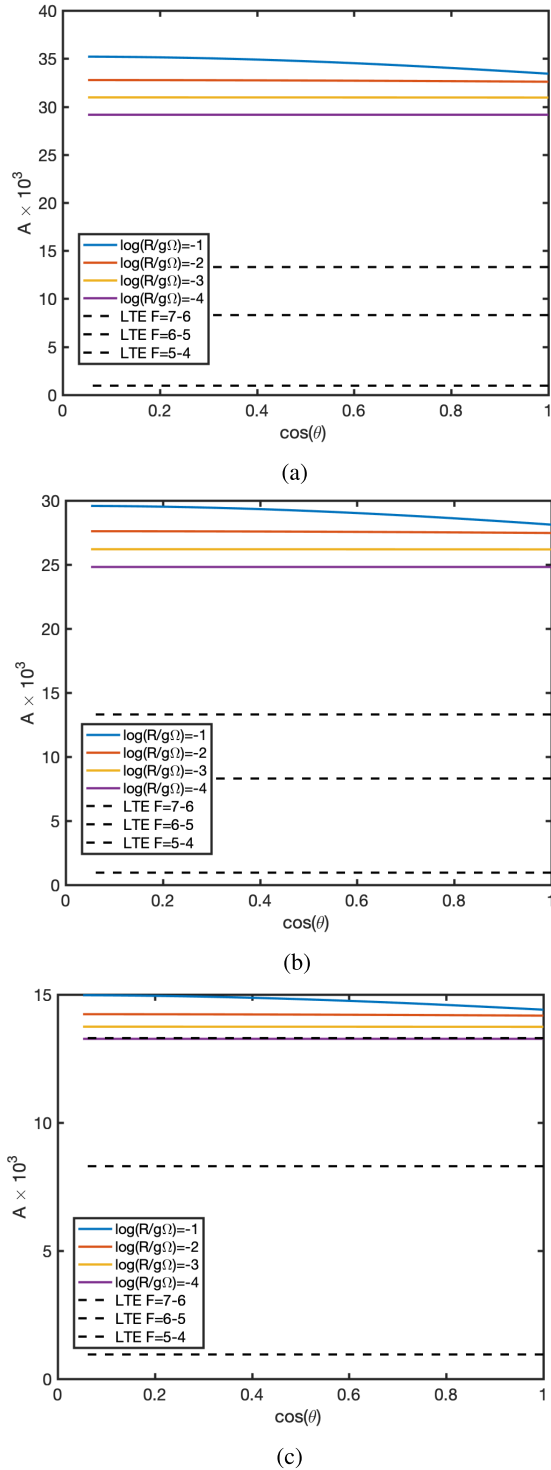 40
35
30
25
20
15
10
5
0
A × 10³
log(R/gΩ)=-1
log(R/gΩ)=-2
log(R/gΩ)=-3
log(R/gΩ)=-4
LTE F=7-6
LTE F=6-5
LTE F=5-4
0 0.2 0.4 0.6 0.8 1
cos(θ)
(a)
30
25
20
15
10
5
0
A × 10³
log(R/gΩ)=-1
log(R/gΩ)=-2
log(R/gΩ)=-3
log(R/gΩ)=-4
LTE F=7-6
LTE F=6-5
LTE F=5-4
0 0.2 0.4 0.6 0.8 1
cos(θ)
(b)
15
10
5
0
A × 10³
log(R/gΩ)=-1
log(R/gΩ)=-2
log(R/gΩ)=-3
log(R/gΩ)=-4
LTE F=7-6
LTE F=6-5
LTE F=5-4
0 0.2 0.4 0.6 0.8 1
cos(θ)
(c)